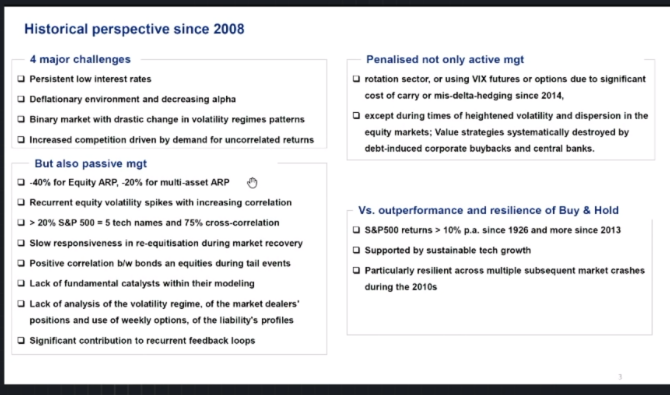 Historical perspective since 2008
4 major challenges
❑ Persistent low interest rates
❑ Deflationary environment and decreasing alpha
❑ Binary market with drastic change in volatility regimes patterns
❑ Increased competition driven by demand for uncorrelated returns
But also passive mgt
❑ -40% for Equity ARP, -20% for multi-asset ARP
❑ Recurrent equity volatility spikes with increasing correlation
❑ > 20% S&P 500 = 5 tech names and 75% cross-correlation
❑ Slow responsiveness in re-equitisation during market recovery
❑ Positive correlation b/w bonds an equities during tail events
❑ Lack of fundamental catalysts within their modeling
❑ Lack of analysis of the volatility regime, of the market dealers'
positions and use of weekly options, of the liability's profiles
❑ Significant contribution to recurrent feedback loops
Penalised not only active mgt
❑ rotation sector, or using VIX futures or options due to significant
cost of carry or mis-delta-hedging since 2014,
❑ except during times of heightened volatility and dispersion in the
equity markets; Value strategies systematically destroyed by
debt-induced corporate buybacks and central banks.
Vs. outperformance and resilience of Buy & Hold
❑ S&P500 returns > 10% p.a. since 1926 and more since 2013
❑ Supported by sustainable tech growth
❑ Particularly resilient across multiple subsequent market crashes
during the 2010s
3